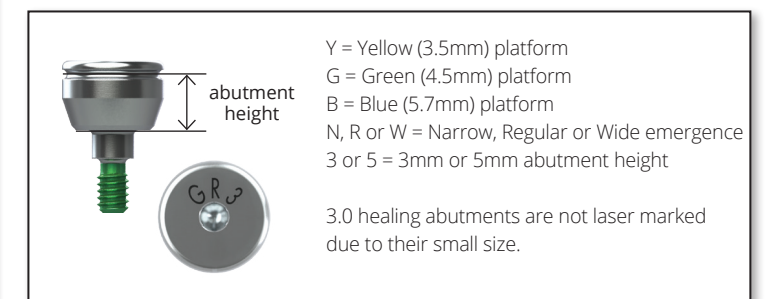 abutment
height
G R 3
Y = Yellow (3.5mm) platform
G = Green (4.5mm) platform
B = Blue (5.7mm) platform
N, R or W = Narrow, Regular or Wide emergence
3 or 5 = 3mm or 5mm abutment height
3.0 healing abutments are not laser marked
due to their small size.